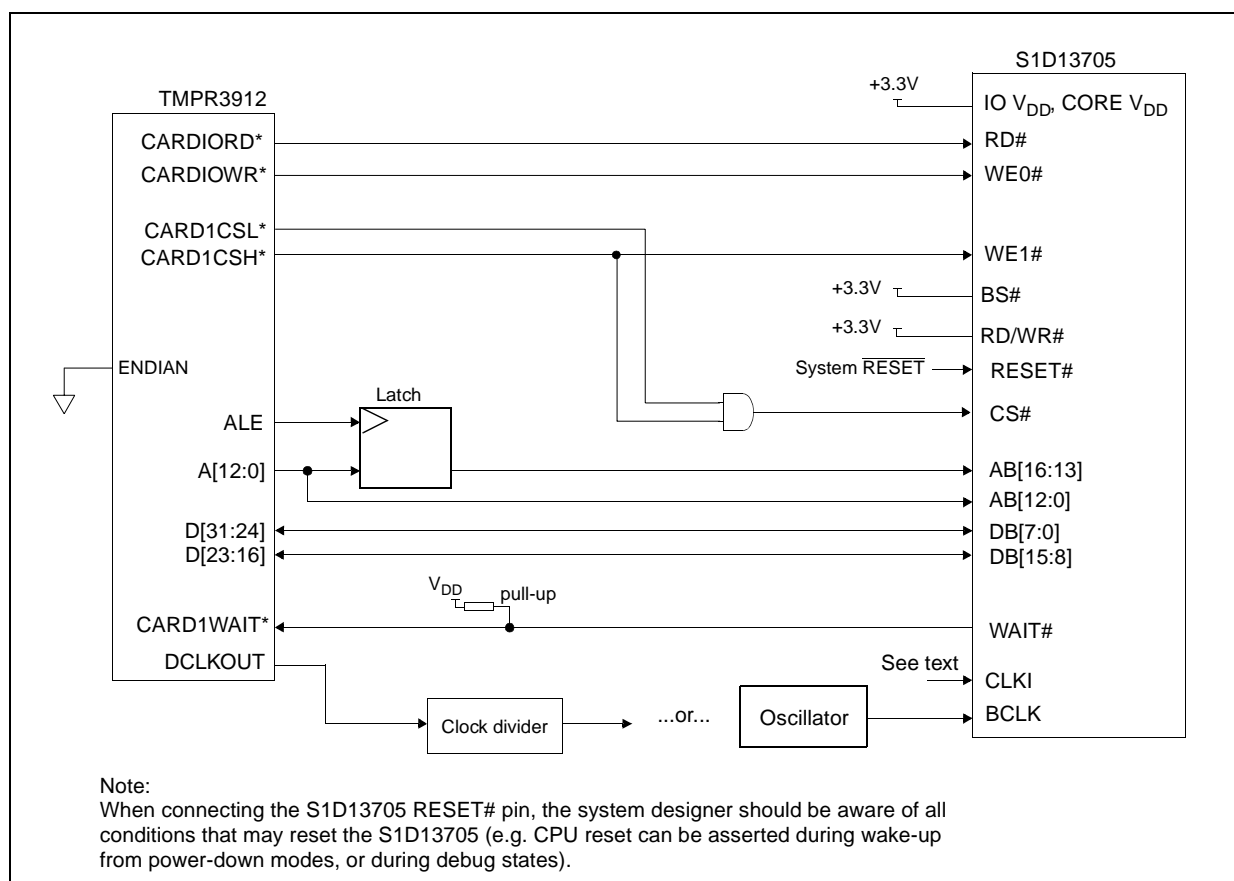 S1D13705
+3.3V
IO VDD, CORE VDD
TMPR3912
CARDIORD*
RD#
CARDIOWR*
WE0#
CARD1CSL*
CARD1CSH*
WE1#
+3.3V
BS#
+3.3V
RD/WR#
ENDIAN
System RESET
RESET#
Latch
ALE
CS#
A[12:0]
AB[16:13]
AB[12:0]
D[31:24]
DB[7:0]
D[23:16]
DB[15:8]
VDD
pull-up
CARD1WAIT*
WAIT#
DCLKOUT
See text
CLKI
Clock divider
...or...
Oscillator
BCLK
Note:
When connecting the S1D13705 RESET# pin, the system designer should be aware of all
conditions that may reset the S1D13705 (e.g. CPU reset can be asserted during wake-up
from power-down modes, or during debug states).